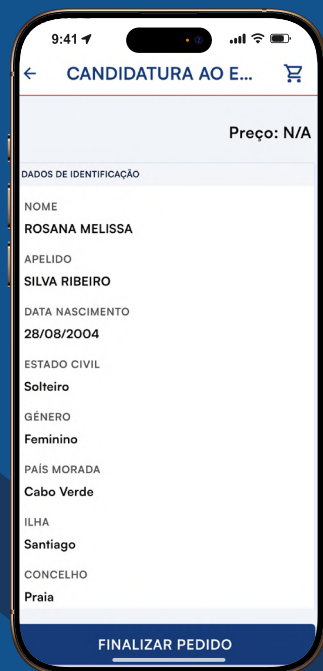 9:41
CANDIDATURA AO E...
Preço: N/A
DADOS DE IDENTIFICAÇÃO
NOME
ROSANA MELISSA
APELIDO
SILVA RIBEIRO
DATA NASCIMENTO
28/08/2004
ESTADO CIVIL
Solteiro
GÉNERO
Feminino
PAÍS MORADA
Cabo Verde
ILHA
Santiago
CONCELHO
Praia
FINALIZAR PEDIDO